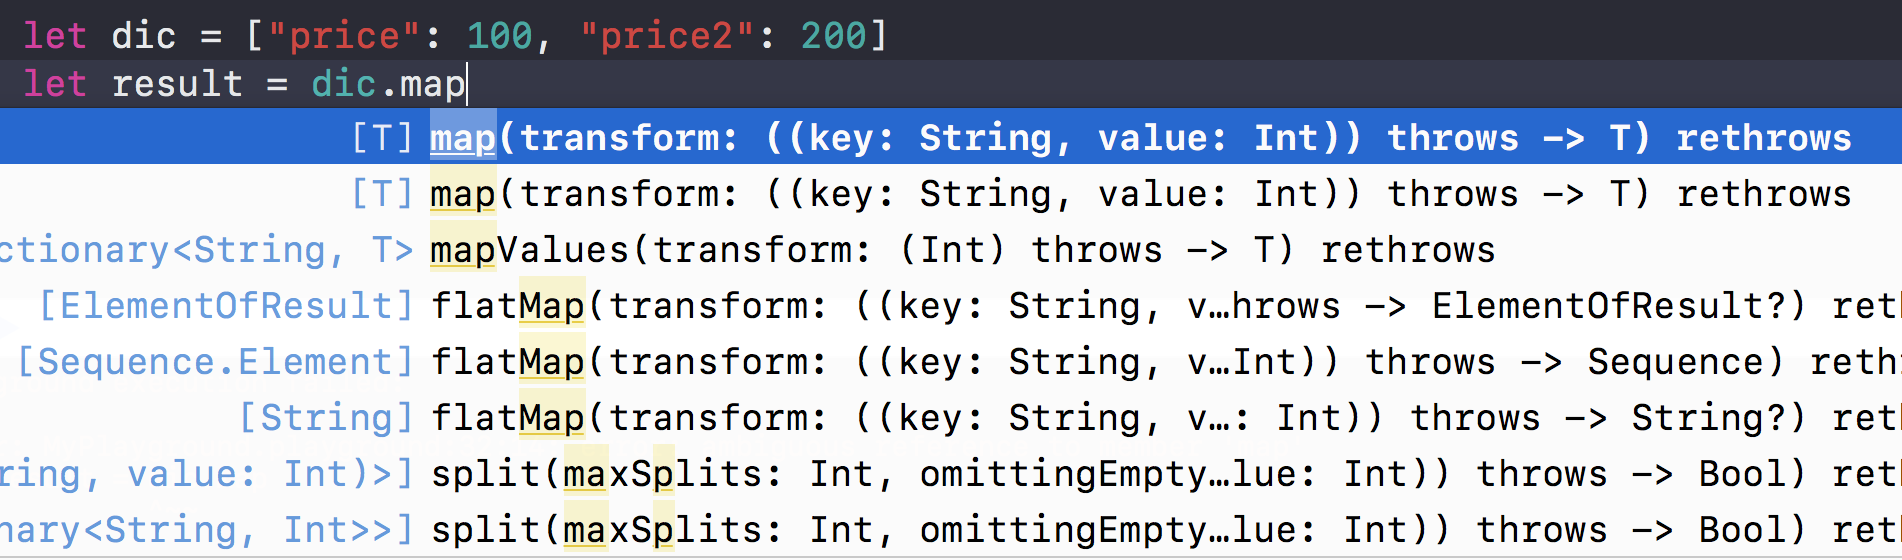 let dic = ["price": 100, "price2": 200]
let result = dic.map
[T] map(transform: ((key: String, value: Int)) throws -> T) rethrows
[T] map(transform: ((key: String, value: Int)) throws -> T) rethrows
ctionary<String, T> mapValues(transform: (Int) throws -> T) rethrows
[ElementOfResult] flatMap(transform: ((key: String, v…hrows -> ElementOfResult?) reth
[Sequence.Element] flatMap(transform: ((key: String, v…Int)) throws -> Sequence) reth
[String] flatMap(transform: ((key: String, v…: Int)) throws -> String?) reth
ring, value: Int)>] split(maxSplits: Int, omittingEmpty…lue: Int)) throws -> Bool) reth
nary<String, Int>>] split(maxSplits: Int, omittingEmpty…lue: Int)) throws -> Bool) reth